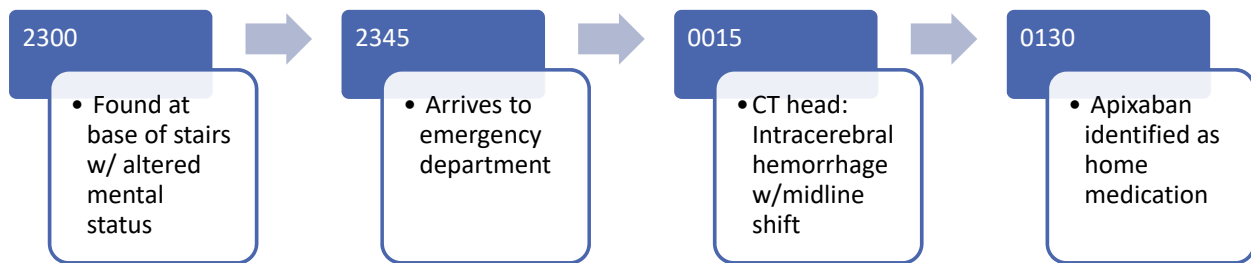 2300
• Found at
base of stairs
w/ altered
mental
status
2345
• Arrives to
emergency
department
0015
• CT head:
Intracerebral
hemorrhage
w/midline
shift
0130
• Apixaban
identified as
home
medication